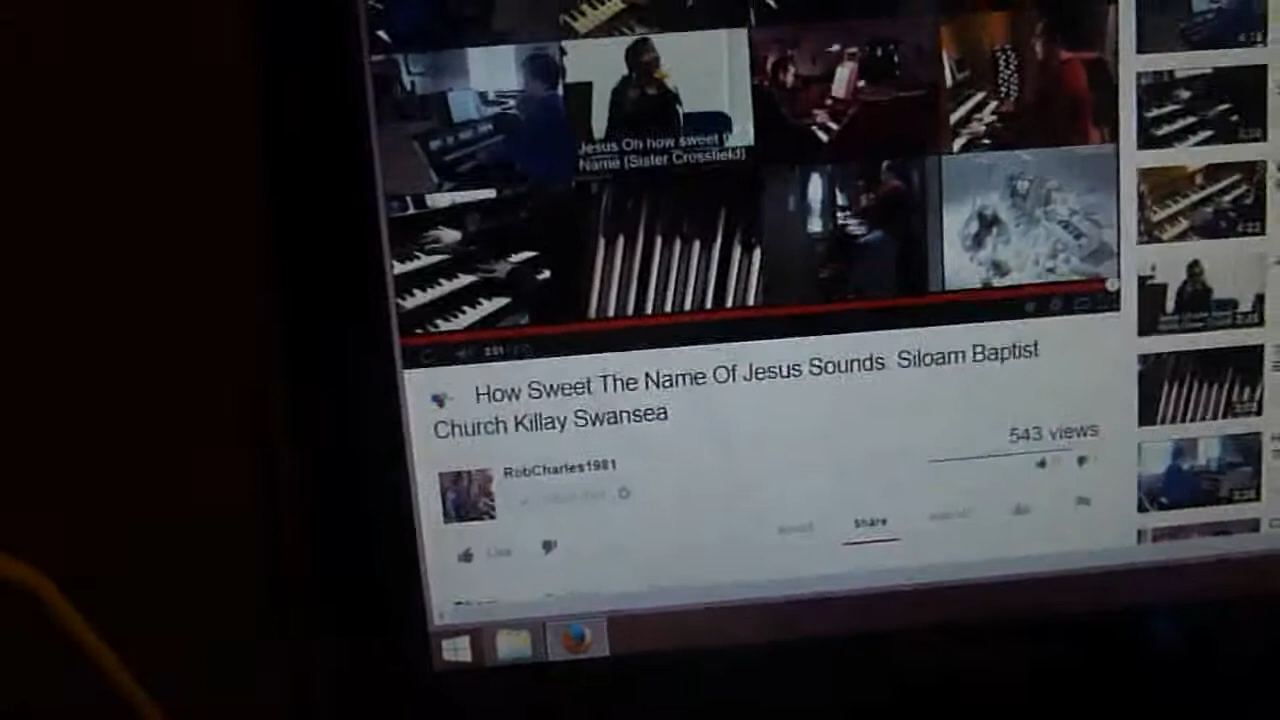 Jesus Oh how sweet
Name (Sister Crossfield)
How Sweet The Name Of Jesus Sounds Siloam Baptist
Church Killay Swansea
543 views
RobCharles1981
Share
Like